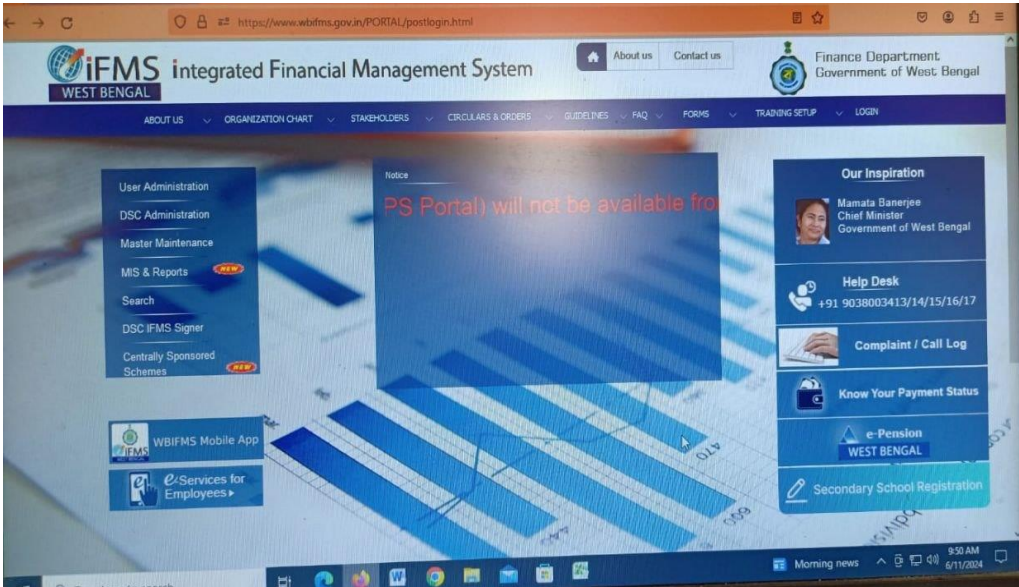 https://www.wbifms.gov.in/PORTAL/postlogin.html
iFMS
WEST BENGAL
Integrated Financial Management System
About us
Contact us
Finance Department
Government of West Bengal
ABOUT US
ORGANIZATION CHART
STAKEHOLDERS
CIRCULARS & ORDERS
GUIDELINES
FAQ
FORMS
TRAINING SETUP
LOGIN
User Administration
DSC Administration
Master Maintenance
MIS & Reports
NEW
Search
DSC IFMS Signer
Centrally Sponsored
Schemes
NEW
WBIFMS Mobile App
e-Services for
Employees
Notice
PS Portal) will not be available fro
Our Inspiration
Mamata Banerjee
Chief Minister
Government of West Bengal
Help Desk
+91 9038003413/14/15/16/17
Complaint / Call Log
Know Your Payment Status
e-Pension
WEST BENGAL
Secondary School Registration
470
600
Morning news
9:50 AM
6/11/2024